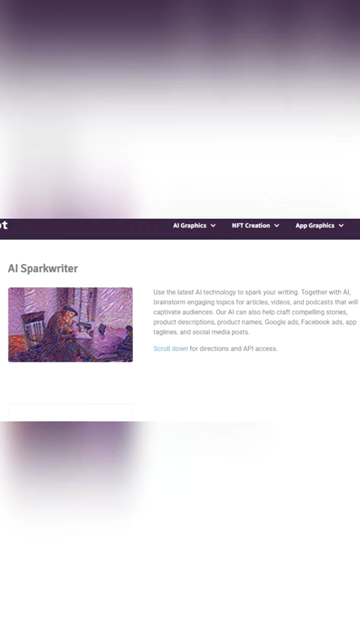 AI Graphics NFT Creation App Graphics
AI Sparkwriter
Use the latest AI technology to spark your writing. Together with AI,
brainstorm engaging topics for articles, videos, and podcasts that will
captivate audiences. Our AI can also help craft compelling stories,
product descriptions, product names, Google ads, Facebook ads, app
taglines, and social media posts.
Scroll down for directions and API access.